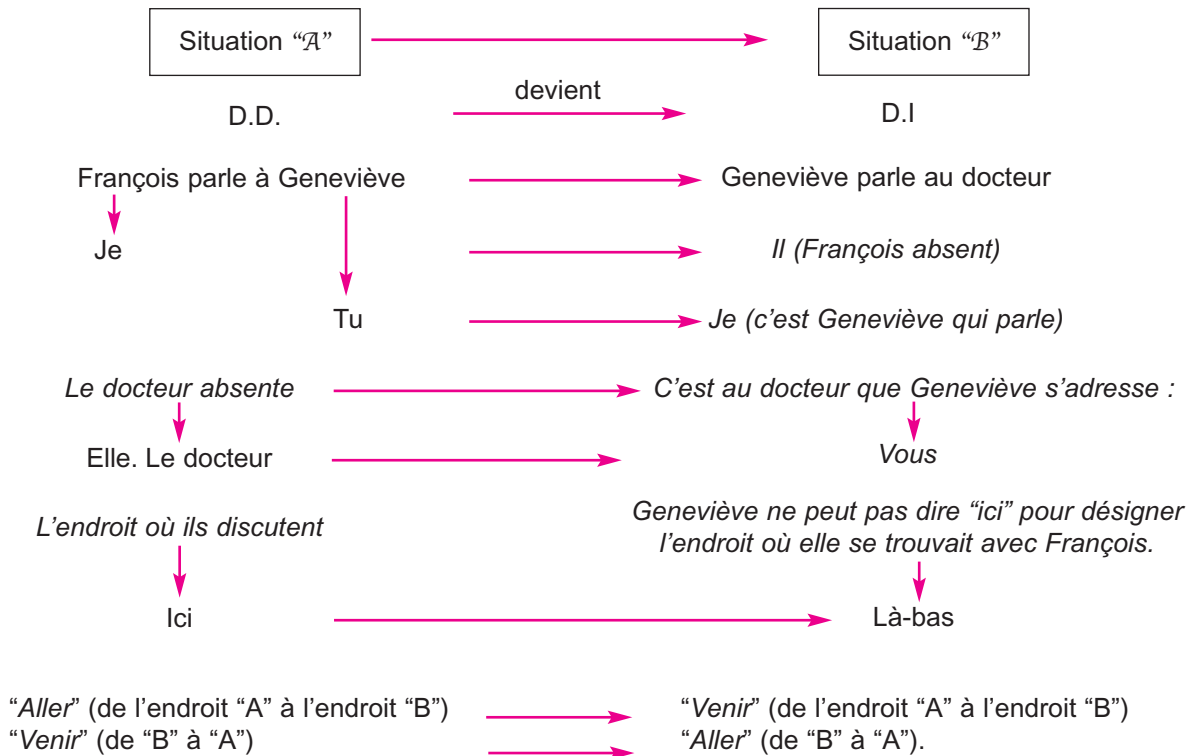 Situation “A” Situation “B”
devient
D.D. D.I
François parle à Geneviève Geneviève parle au docteur
Je Il (François absent)
Tu Je (c’est Geneviève qui parle)
Le docteur absente C’est au docteur que Geneviève s’adresse :
Elle. Le docteur Vous
L’endroit où ils discutent Geneviève ne peut pas dire “ici” pour désigner
l’endroit où elle se trouvait avec François.
Ici Là-bas
“Aller” (de l’endroit “A” à l’endroit “B”) “Venir” (de l’endroit “A” à l’endroit “B”)
“Venir” (de “B” à “A”) “Aller” (de “B” à “A”).